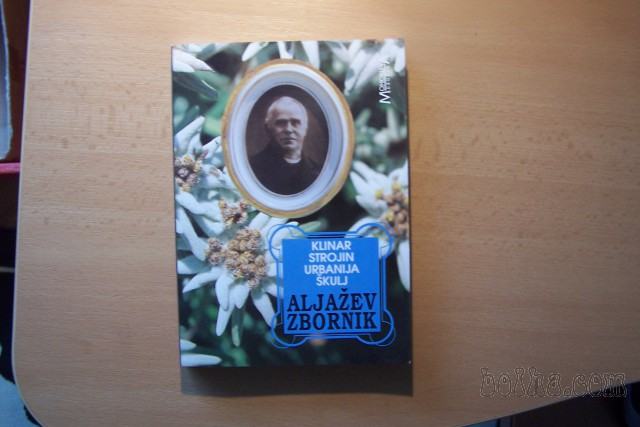 KLINAR
STROJIN
URBANIJA
ŠKULJ
ALJAŽEV
ZBORNIK
bolha.com